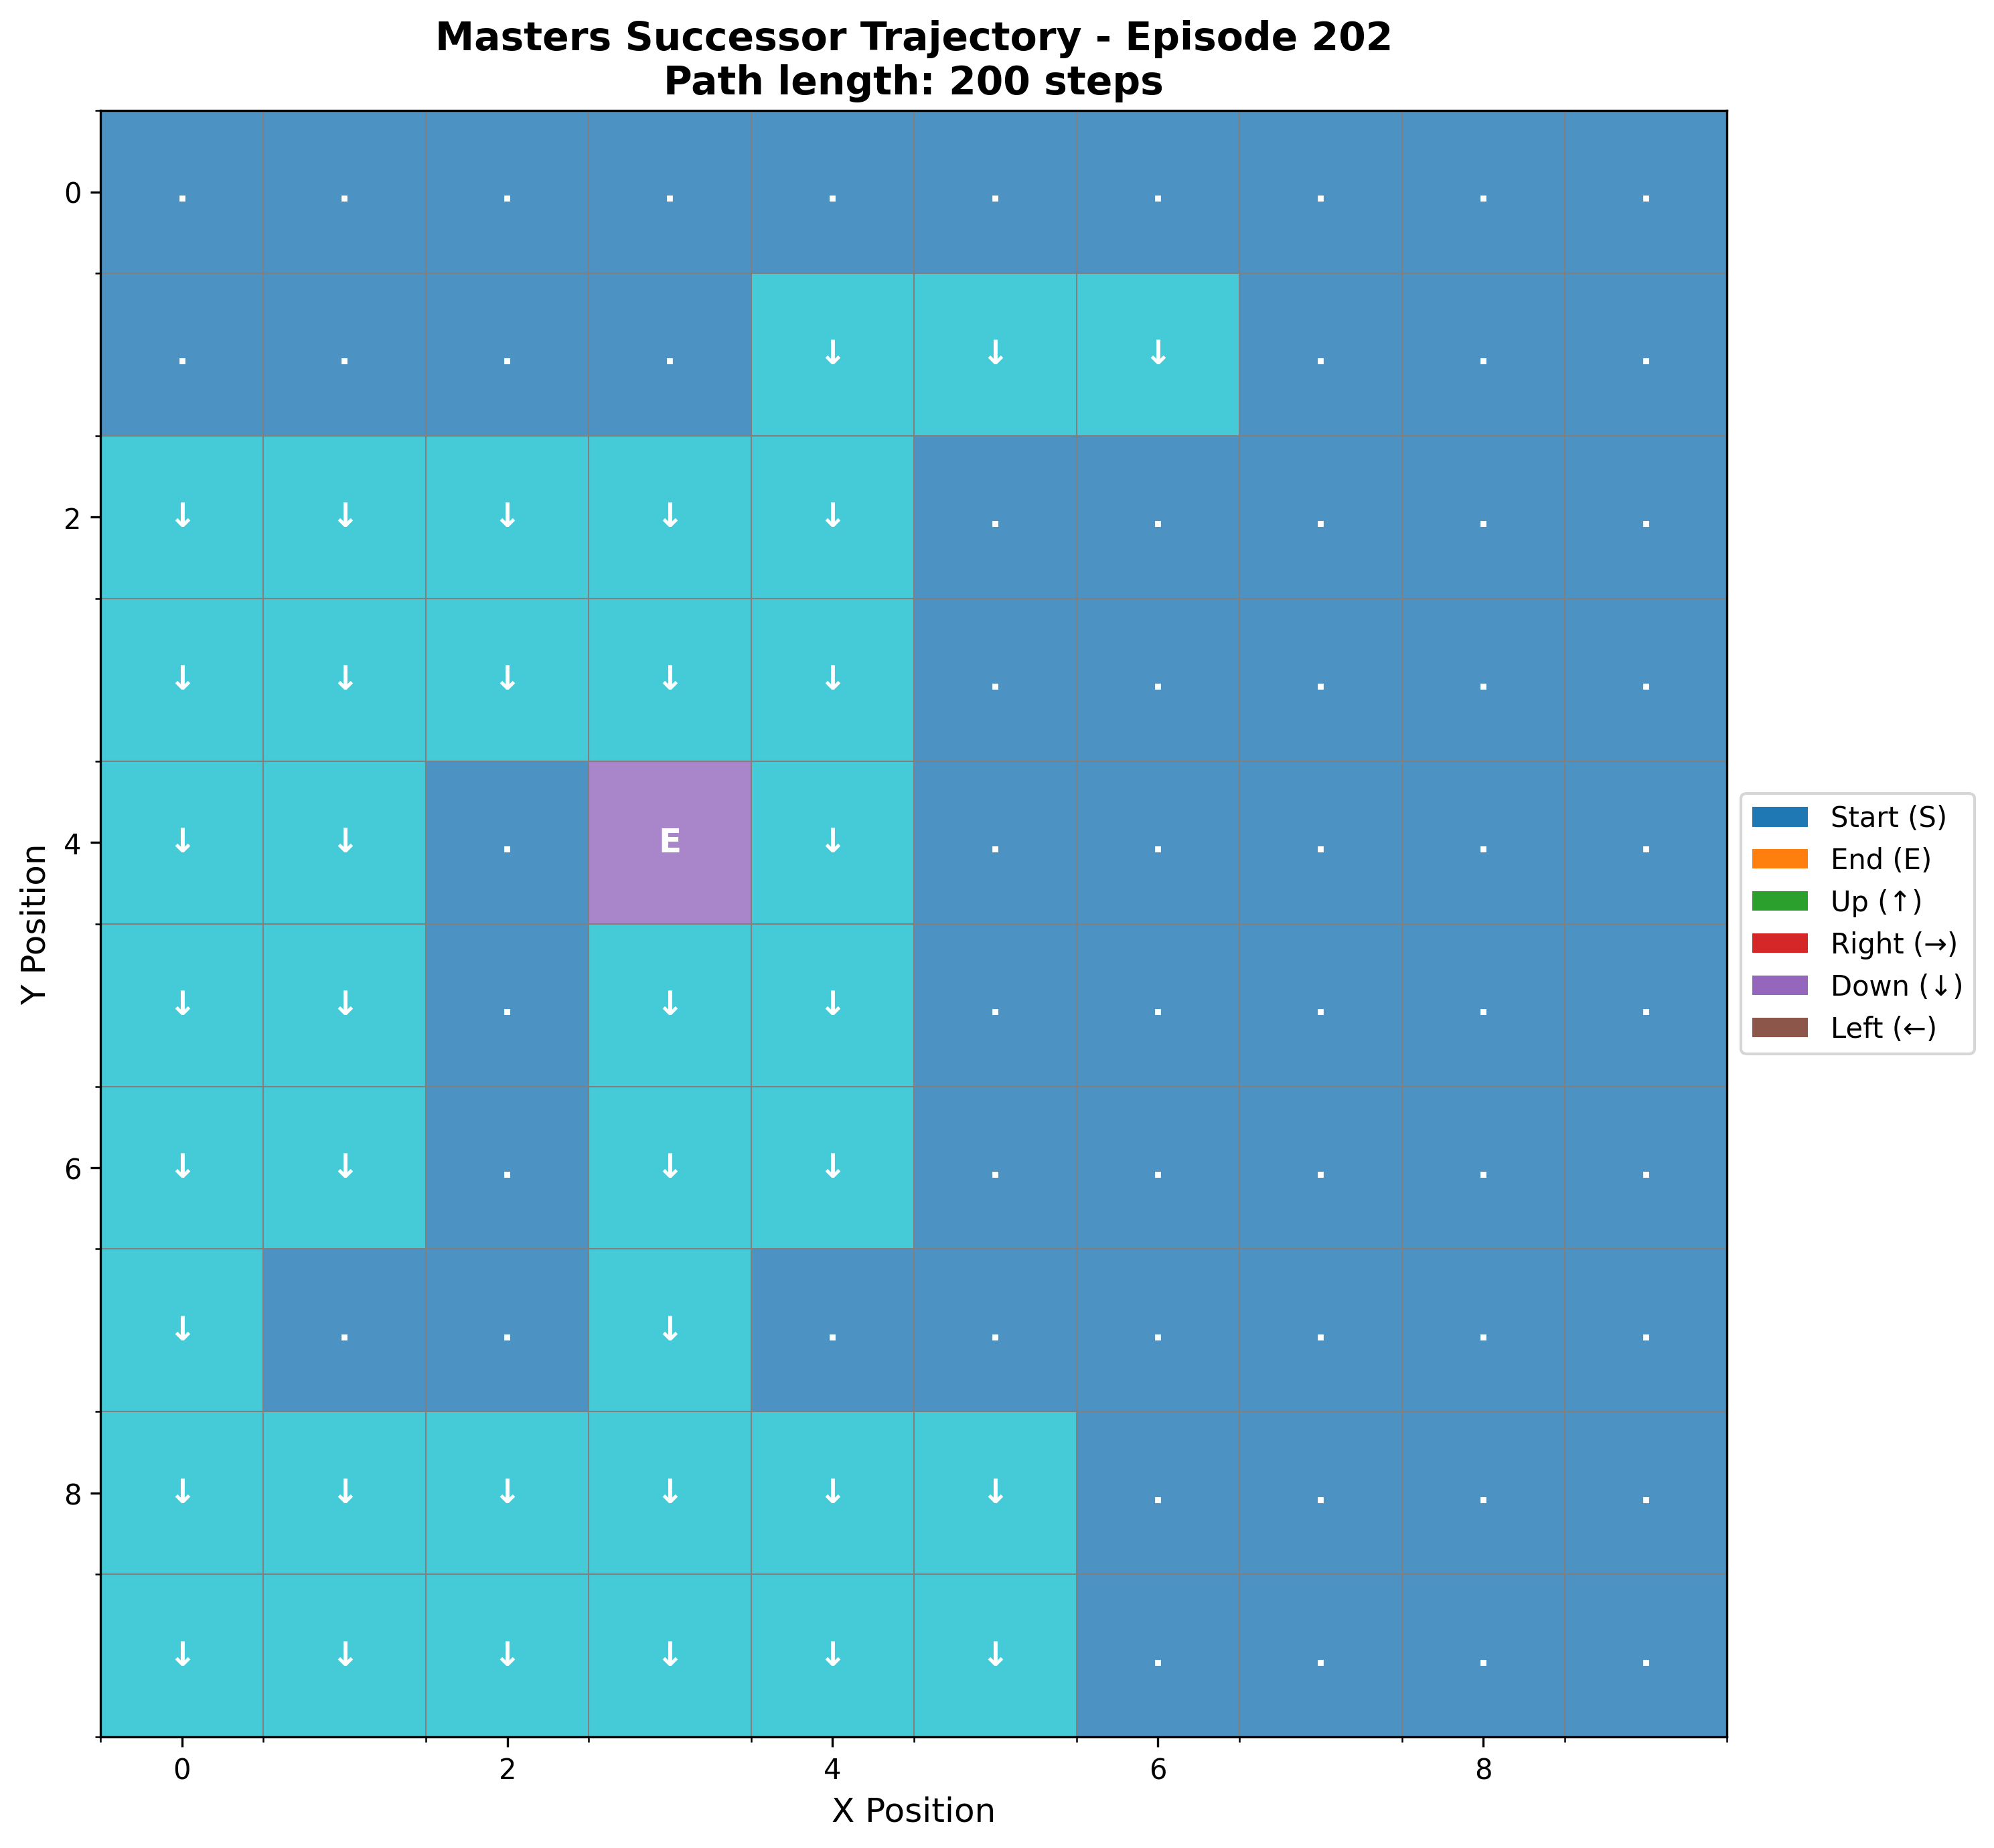 Masters Successor Trajectory - Episode 202
Path length: 200 steps
0 . . . . . . . . . .
. . . . ↓ ↓ ↓ . . .
2 ↓ ↓ ↓ ↓ ↓ . . . . .
↓ ↓ ↓ ↓ ↓ . . . . .
4 ↓ ↓ . E ↓ . . . . .
↓ ↓ . ↓ ↓ . . . . .
6 ↓ ↓ . ↓ ↓ . . . . .
↓ . . ↓ . . . . . .
8 ↓ ↓ ↓ ↓ ↓ ↓ . . . .
↓ ↓ ↓ ↓ ↓ ↓ . . . .
0 2 4 6 8
X Position
Y Position
Start (S)
End (E)
Up (↑)
Right (→)
Down (↓)
Left (←)